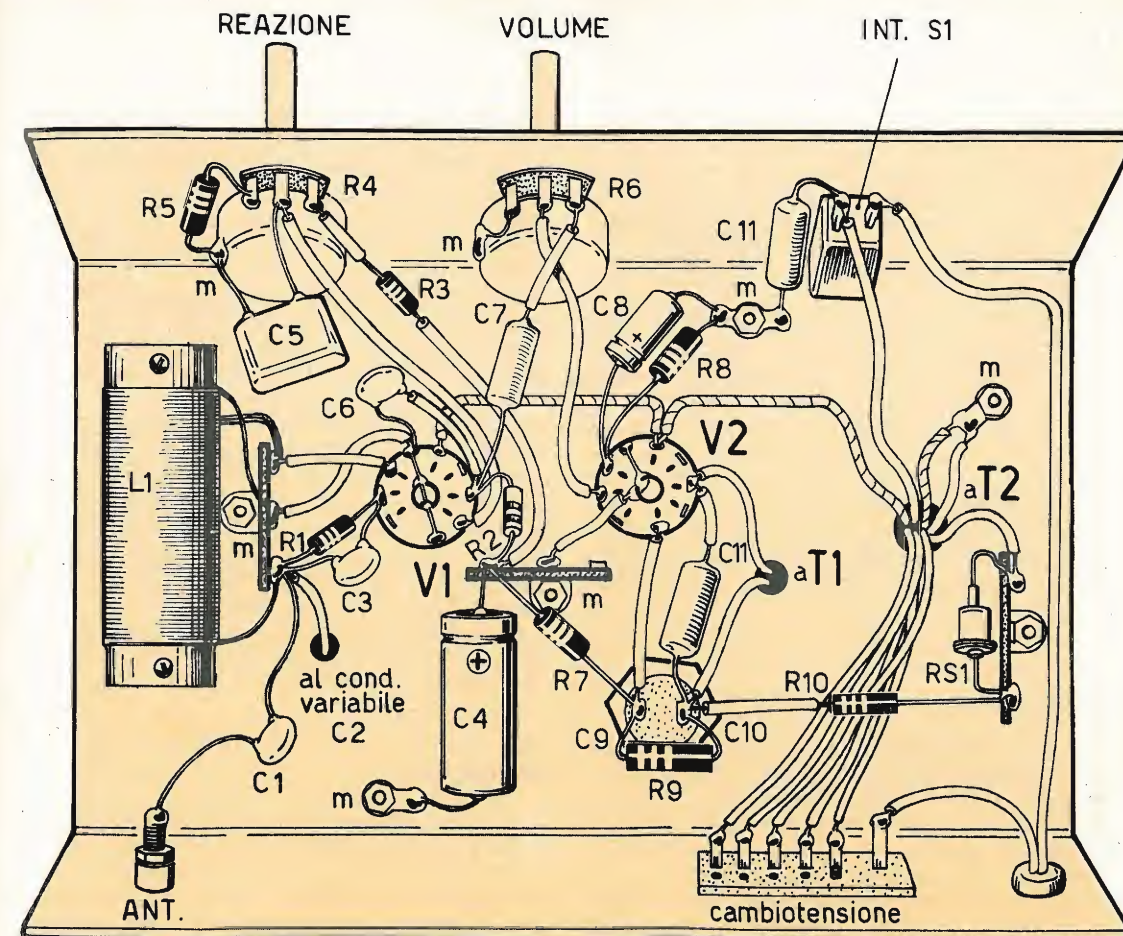 REAZIONE
VOLUME
INT. S1
R5
R4
R6
C11
m
m
R3
C7
C8
m
C5
R8
m
C6
V2
L1
aT2
m
R1
R2
C11
V1
aT1
C3
m
al cond.
variabile
C2
R7
R10
RS1
C4
C9
C10
C1
m
R9
ANT.
cambiotensione